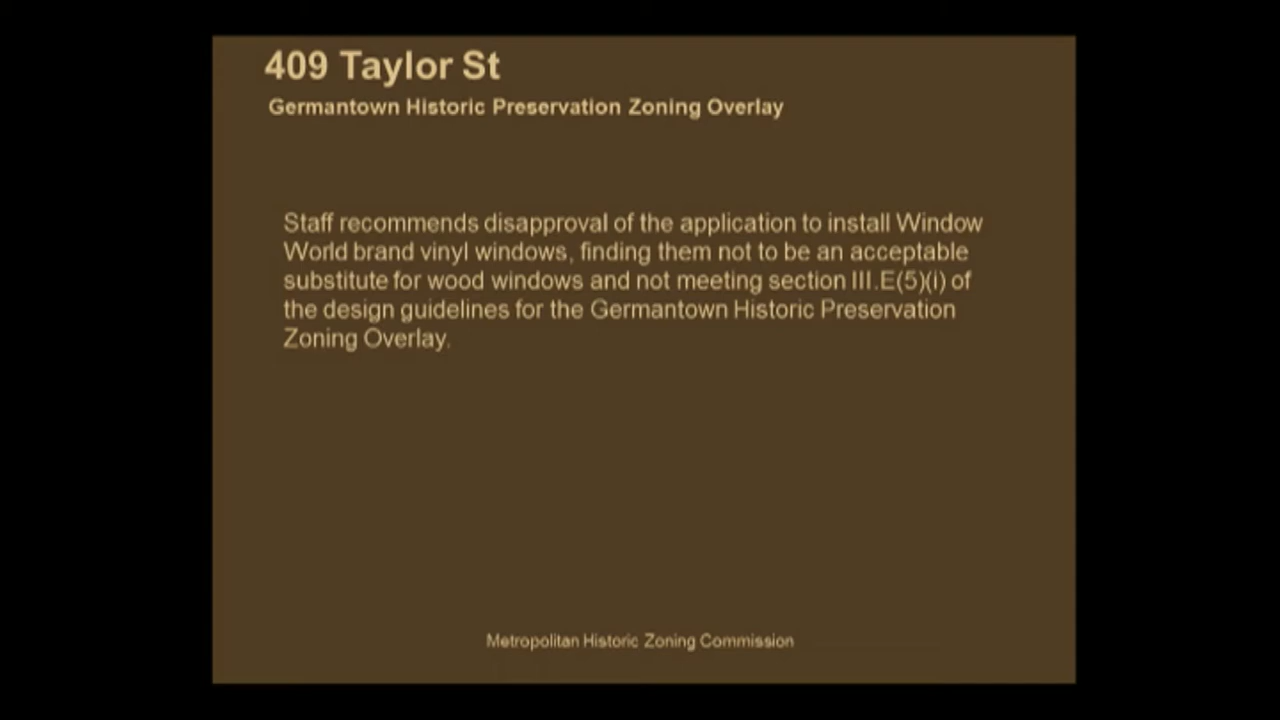 409 Taylor St
Germantown Historic Preservation Zoning Overlay
Staff recommends disapproval of the application to install Window
World brand vinyl windows, finding them not to be an acceptable
substitute for wood windows and not meeting section III.E(5)(i) of
the design guidelines for the Germantown Historic Preservation
Zoning Overlay.
Metropolitan Historic Zoning Commission